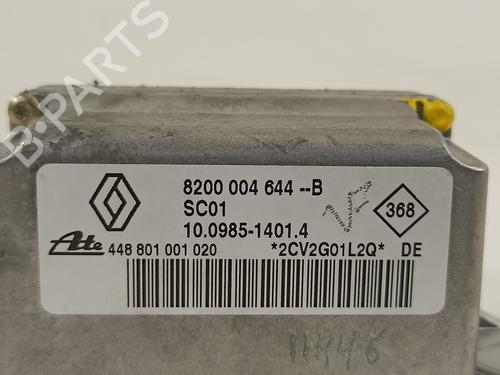 B-PARTS
8200 004 644 --B
SC01
368
10.0985-1401.4
Ate 448 801 001 020 *2CV2G01L2Q* DE